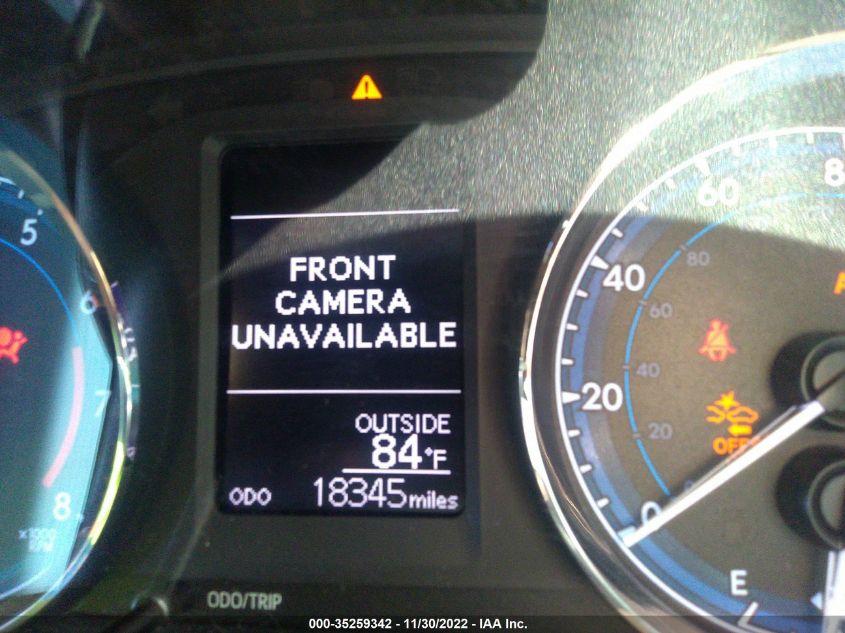 FRONT
CAMERA
UNAVAILABLE
OUTSIDE
84°F
ODO 18345 miles
ODO/TRIP
5
6
7
8
x1000
RPM
0
20
40
60
20
40
60
80
OFF
E
000-35259342 - 11/30/2022 - IAA Inc.